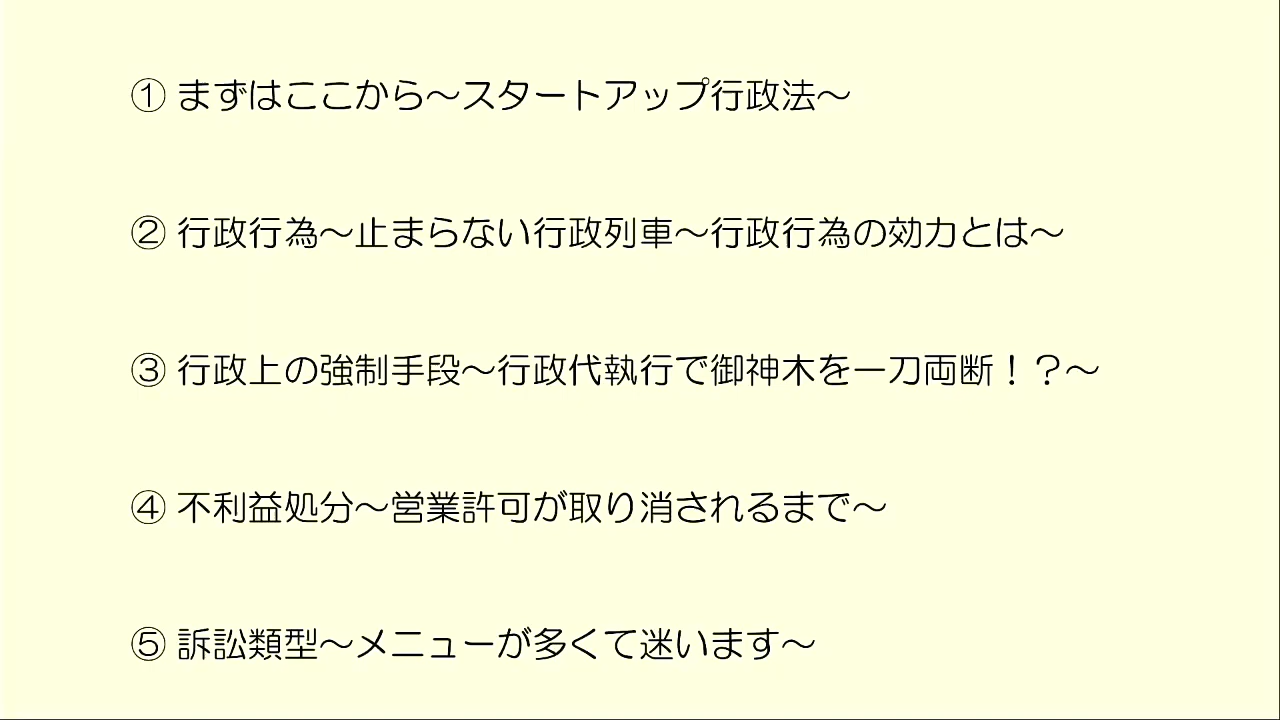 ① まずはここから～スタートアップ行政法～
② 行政行為～止まらない行政列車～行政行為の効力とは～
③ 行政上の強制手段～行政代執行で御神木を一刀両断！？～
④ 不利益処分～営業許可が取り消されるまで～
⑤ 訴訟類型～メニューが多くて迷います～